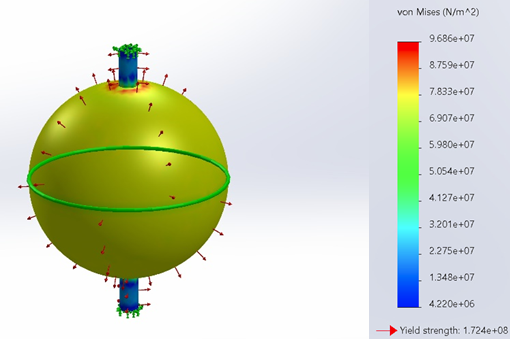 von Mises (N/m^2)
9.686e+07
8.759e+07
7.833e+07
6.907e+07
5.980e+07
5.054e+07
4.127e+07
3.201e+07
2.275e+07
1.348e+07
4.220e+06
Yield strength: 1.724e+08